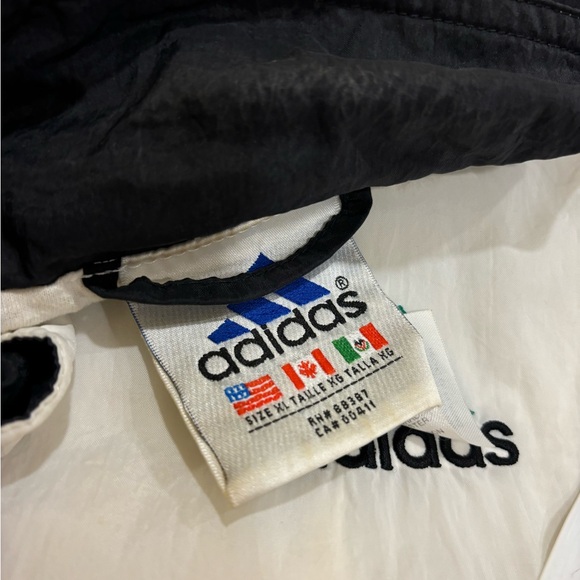 adidas®
SIZE XL TAILLE XG TALLA XG
RN# 88387
CA# 00411
adidas